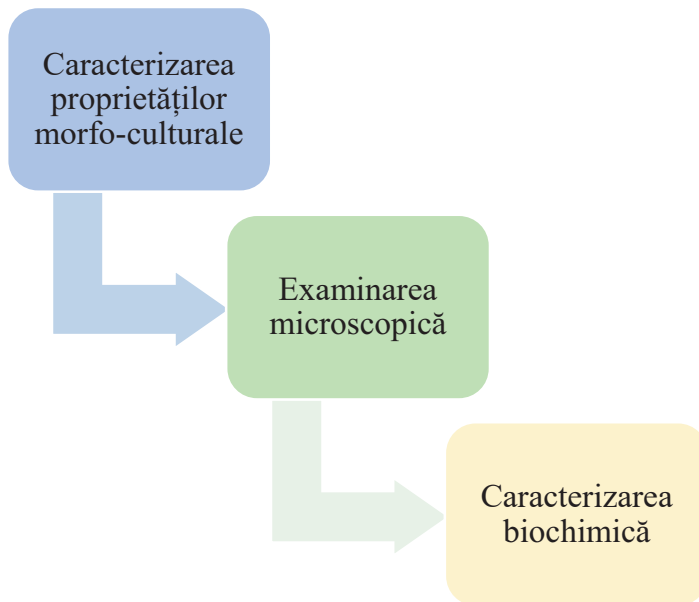 Caracterizarea
proprietăților
morfo-culturale
Examinarea
microscopică
Caracterizarea
biochimică